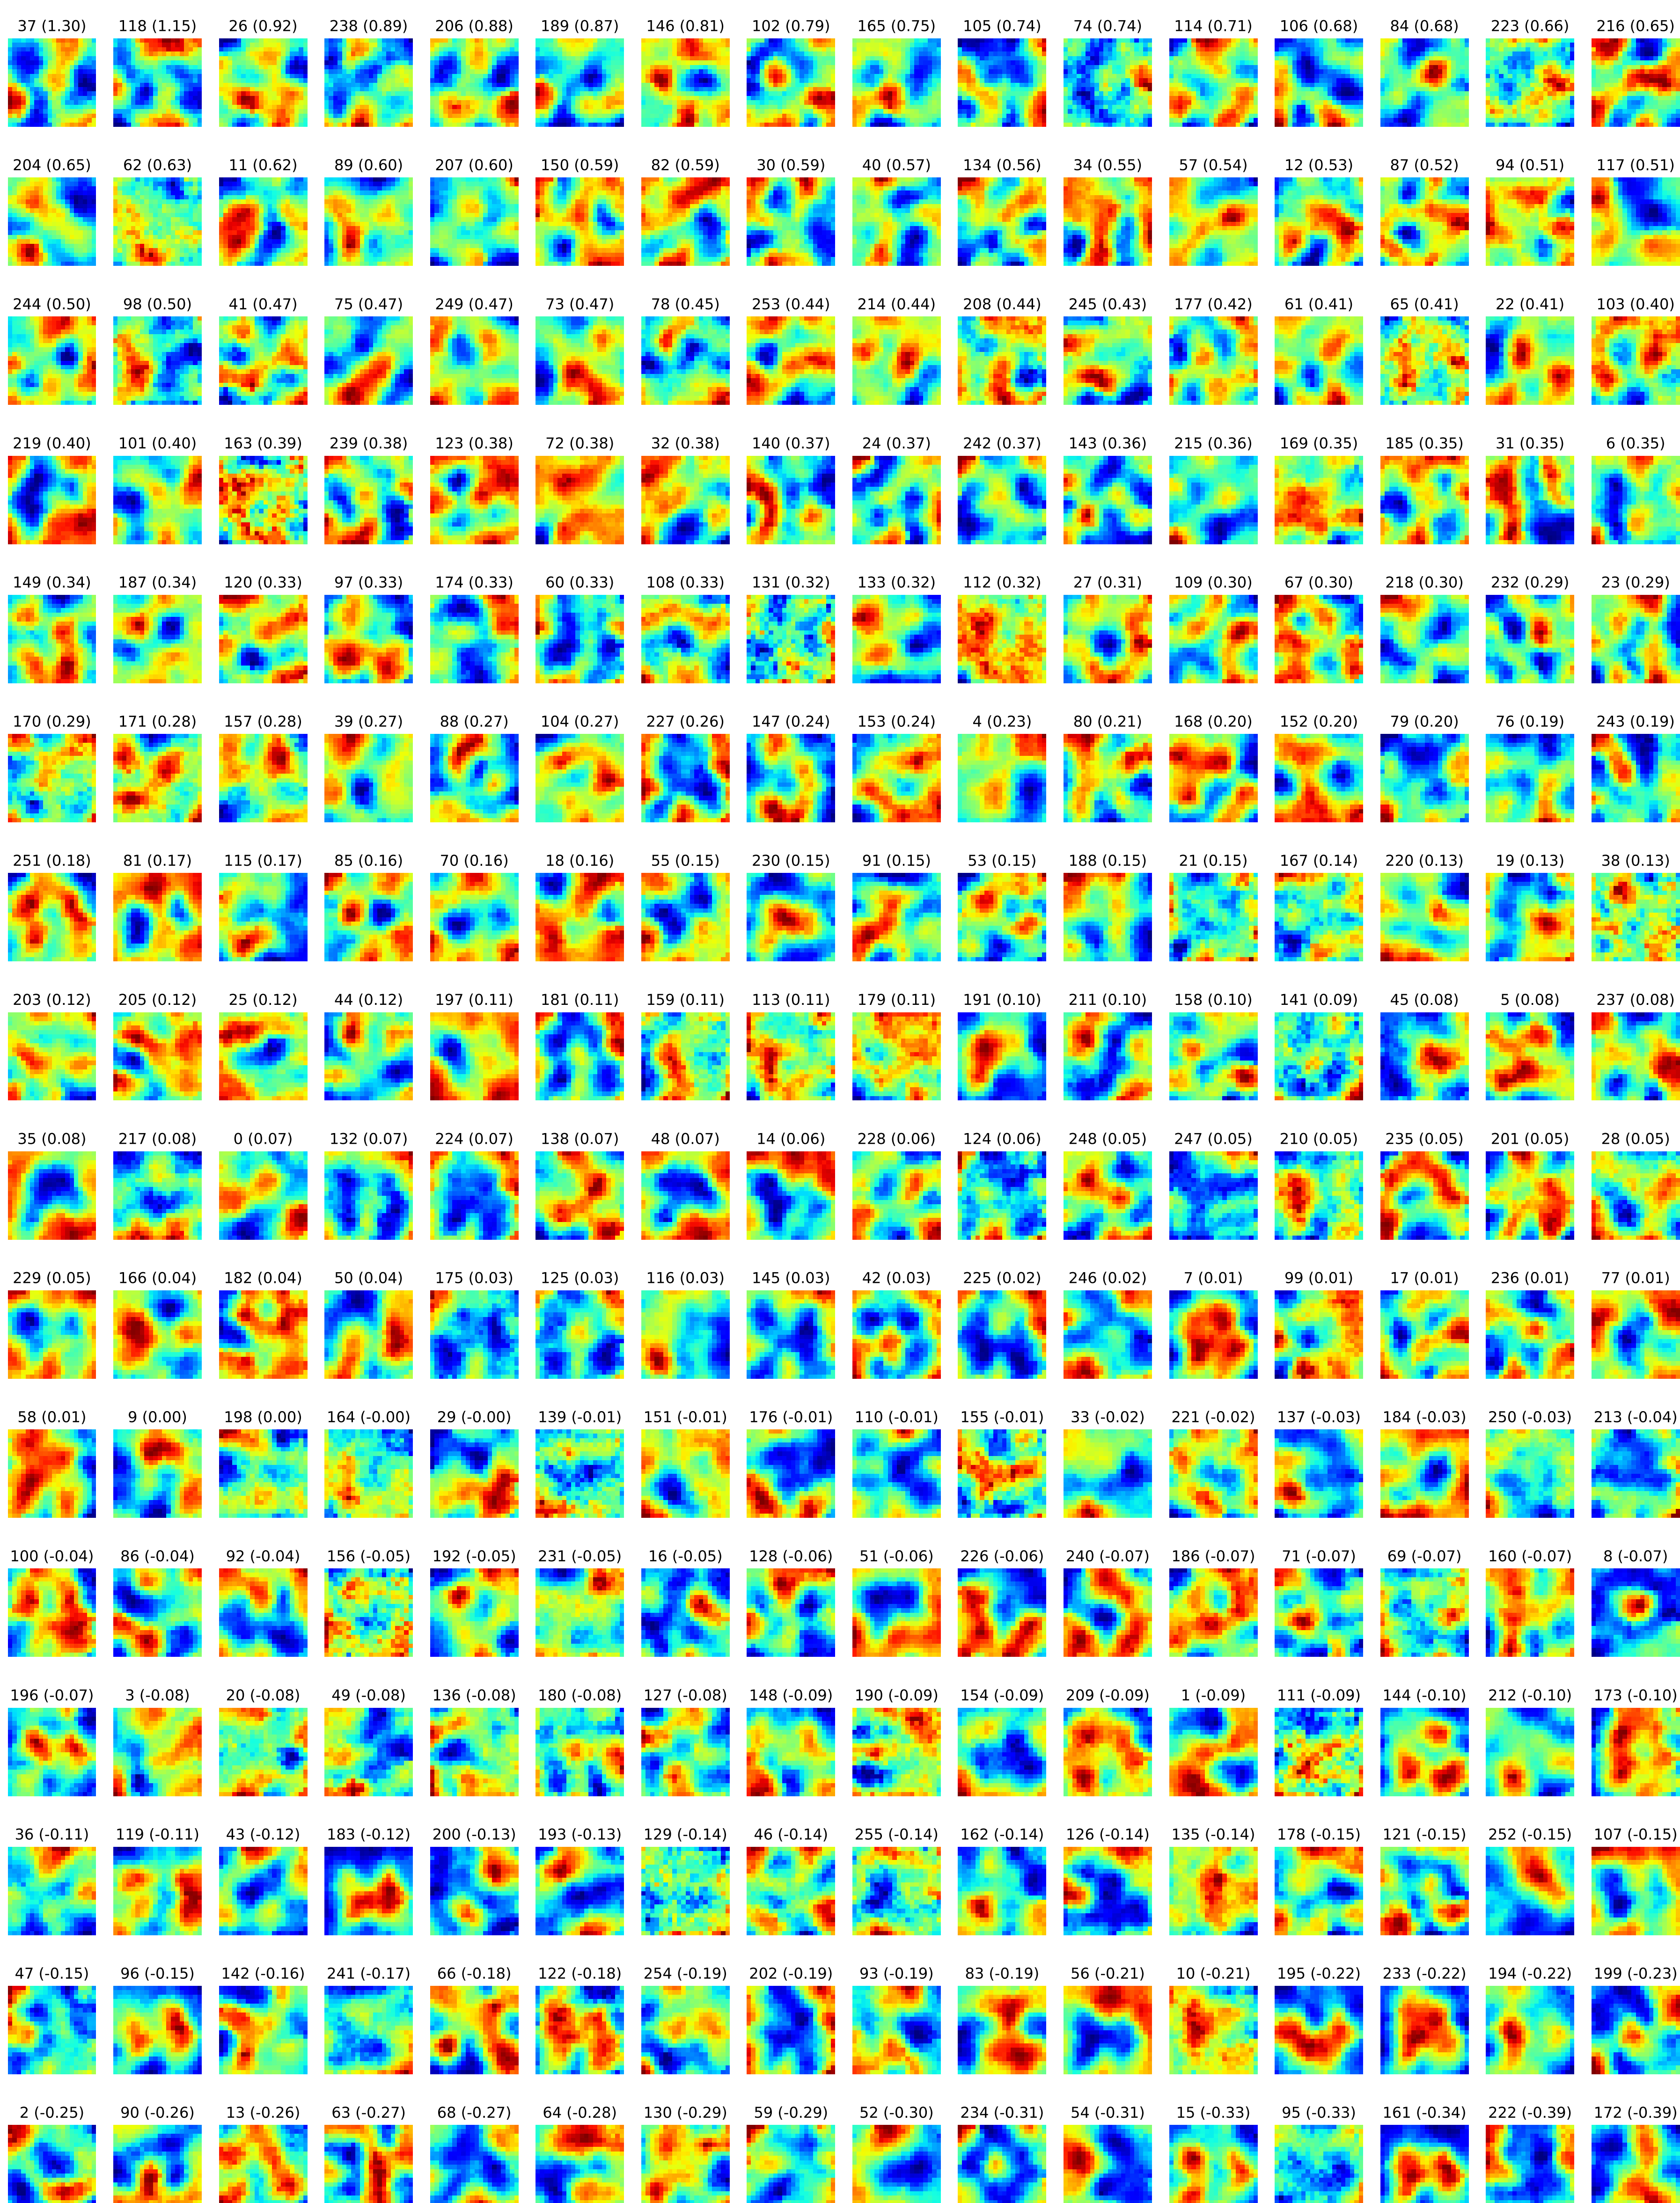 37 (1.30) 118 (1.15) 26 (0.92) 238 (0.89) 206 (0.88) 189 (0.87) 146 (0.81) 102 (0.79) 165 (0.75) 105 (0.74) 74 (0.74) 114 (0.71) 106 (0.68) 84 (0.68) 223 (0.66) 216 (0.65)
204 (0.65) 62 (0.63) 11 (0.62) 89 (0.60) 207 (0.60) 150 (0.59) 82 (0.59) 30 (0.59) 40 (0.57) 134 (0.56) 34 (0.55) 57 (0.54) 12 (0.53) 87 (0.52) 94 (0.51) 117 (0.51)
244 (0.50) 98 (0.50) 41 (0.47) 75 (0.47) 249 (0.47) 73 (0.47) 78 (0.45) 253 (0.44) 214 (0.44) 208 (0.44) 245 (0.43) 177 (0.42) 61 (0.41) 65 (0.41) 22 (0.41) 103 (0.40)
219 (0.40) 101 (0.40) 163 (0.39) 239 (0.38) 123 (0.38) 72 (0.38) 32 (0.38) 140 (0.37) 24 (0.37) 242 (0.37) 143 (0.36) 215 (0.36) 169 (0.35) 185 (0.35) 31 (0.35) 6 (0.35)
149 (0.34) 187 (0.34) 120 (0.33) 97 (0.33) 174 (0.33) 60 (0.33) 108 (0.33) 131 (0.32) 133 (0.32) 112 (0.32) 27 (0.31) 109 (0.30) 67 (0.30) 218 (0.30) 232 (0.29) 23 (0.29)
170 (0.29) 171 (0.28) 157 (0.28) 39 (0.27) 88 (0.27) 104 (0.27) 227 (0.26) 147 (0.24) 153 (0.24) 4 (0.23) 80 (0.21) 168 (0.20) 152 (0.20) 79 (0.20) 76 (0.19) 243 (0.19)
251 (0.18) 81 (0.17) 115 (0.17) 85 (0.16) 70 (0.16) 18 (0.16) 55 (0.15) 230 (0.15) 91 (0.15) 53 (0.15) 188 (0.15) 21 (0.15) 167 (0.14) 220 (0.13) 19 (0.13) 38 (0.13)
203 (0.12) 205 (0.12) 25 (0.12) 44 (0.12) 197 (0.11) 181 (0.11) 159 (0.11) 113 (0.11) 179 (0.11) 191 (0.10) 211 (0.10) 158 (0.10) 141 (0.09) 45 (0.08) 5 (0.08) 237 (0.08)
35 (0.08) 217 (0.08) 0 (0.07) 132 (0.07) 224 (0.07) 138 (0.07) 48 (0.07) 14 (0.06) 228 (0.06) 124 (0.06) 248 (0.05) 247 (0.05) 210 (0.05) 235 (0.05) 201 (0.05) 28 (0.05)
229 (0.05) 166 (0.04) 182 (0.04) 50 (0.04) 175 (0.03) 125 (0.03) 116 (0.03) 145 (0.03) 42 (0.03) 225 (0.02) 246 (0.02) 7 (0.01) 99 (0.01) 17 (0.01) 236 (0.01) 77 (0.01)
58 (0.01) 9 (0.00) 198 (0.00) 164 (-0.00) 29 (-0.00) 139 (-0.01) 151 (-0.01) 176 (-0.01) 110 (-0.01) 155 (-0.01) 33 (-0.02) 221 (-0.02) 137 (-0.03) 184 (-0.03) 250 (-0.03) 213 (-0.04)
100 (-0.04) 86 (-0.04) 92 (-0.04) 156 (-0.05) 192 (-0.05) 231 (-0.05) 16 (-0.05) 128 (-0.06) 51 (-0.06) 226 (-0.06) 240 (-0.07) 186 (-0.07) 71 (-0.07) 69 (-0.07) 160 (-0.07) 8 (-0.07)
196 (-0.07) 3 (-0.08) 20 (-0.08) 49 (-0.08) 136 (-0.08) 180 (-0.08) 127 (-0.08) 148 (-0.09) 190 (-0.09) 154 (-0.09) 209 (-0.09) 1 (-0.09) 111 (-0.09) 144 (-0.10) 212 (-0.10) 173 (-0.10)
36 (-0.11) 119 (-0.11) 43 (-0.12) 183 (-0.12) 200 (-0.13) 193 (-0.13) 129 (-0.14) 46 (-0.14) 255 (-0.14) 162 (-0.14) 126 (-0.14) 135 (-0.14) 178 (-0.15) 121 (-0.15) 252 (-0.15) 107 (-0.15)
47 (-0.15) 96 (-0.15) 142 (-0.16) 241 (-0.17) 66 (-0.18) 122 (-0.18) 254 (-0.19) 202 (-0.19) 93 (-0.19) 83 (-0.19) 56 (-0.21) 10 (-0.21) 195 (-0.22) 233 (-0.22) 194 (-0.22) 199 (-0.23)
2 (-0.25) 90 (-0.26) 13 (-0.26) 63 (-0.27) 68 (-0.27) 64 (-0.28) 130 (-0.29) 59 (-0.29) 52 (-0.30) 234 (-0.31) 54 (-0.31) 15 (-0.33) 95 (-0.33) 161 (-0.34) 222 (-0.39) 172 (-0.39)